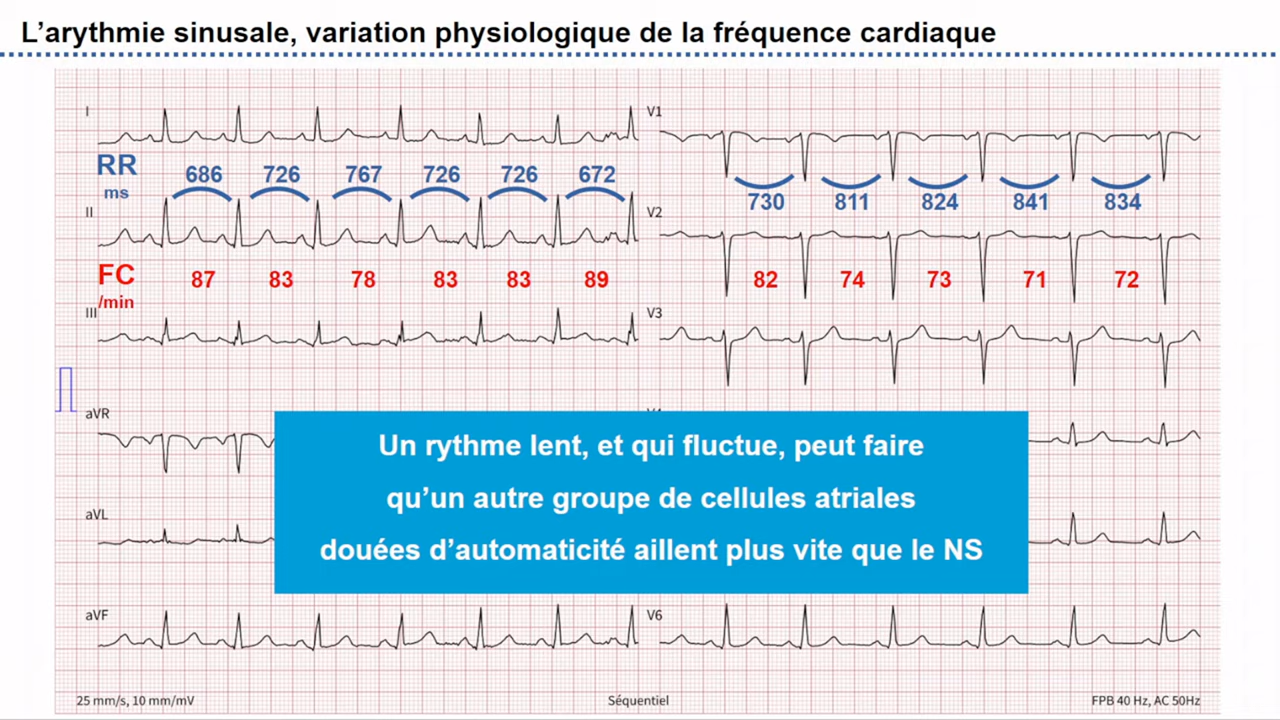 L'arythmie sinusale, variation physiologique de la fréquence cardiaque
I
V1
RR
ms
686 726 767 726 726 672
730 811 824 841 834
II
V2
FC
/min
87 83 78 83 83 89 82 74 73 71 72
III
V3
aVR
Un rythme lent, et qui fluctue, peut faire
qu'un autre groupe de cellules atriales
douées d'automaticité aillent plus vite que le NS
aVL
aVF
V6
25 mm/s, 10 mm/mV
Séquentiel
FPB 40 Hz, AC 50Hz